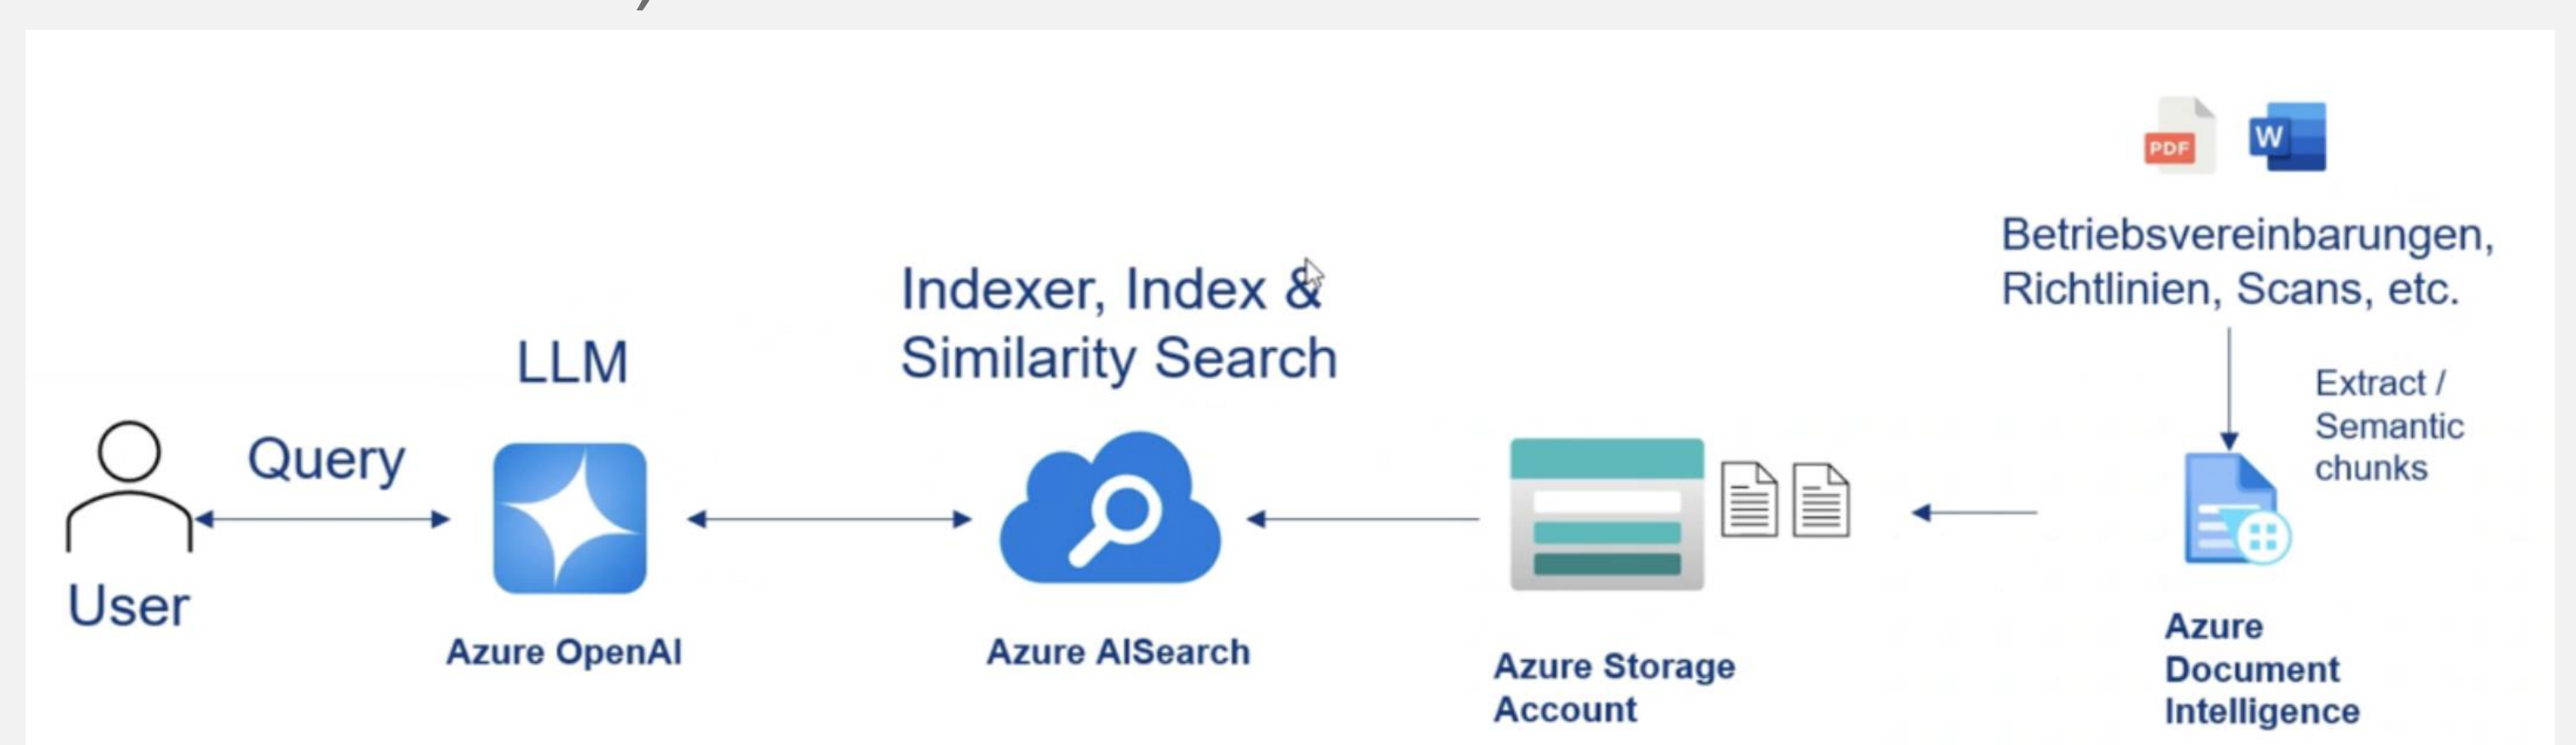 PDF
W
Betriebsvereinbarungen,
Richtlinien, Scans, etc.
Indexer, Index &
Similarity Search
LLM
Extract /
Semantic
chunks
Query
User
Azure OpenAI
Azure AISearch
Azure Storage
Account
Azure
Document
Intelligence